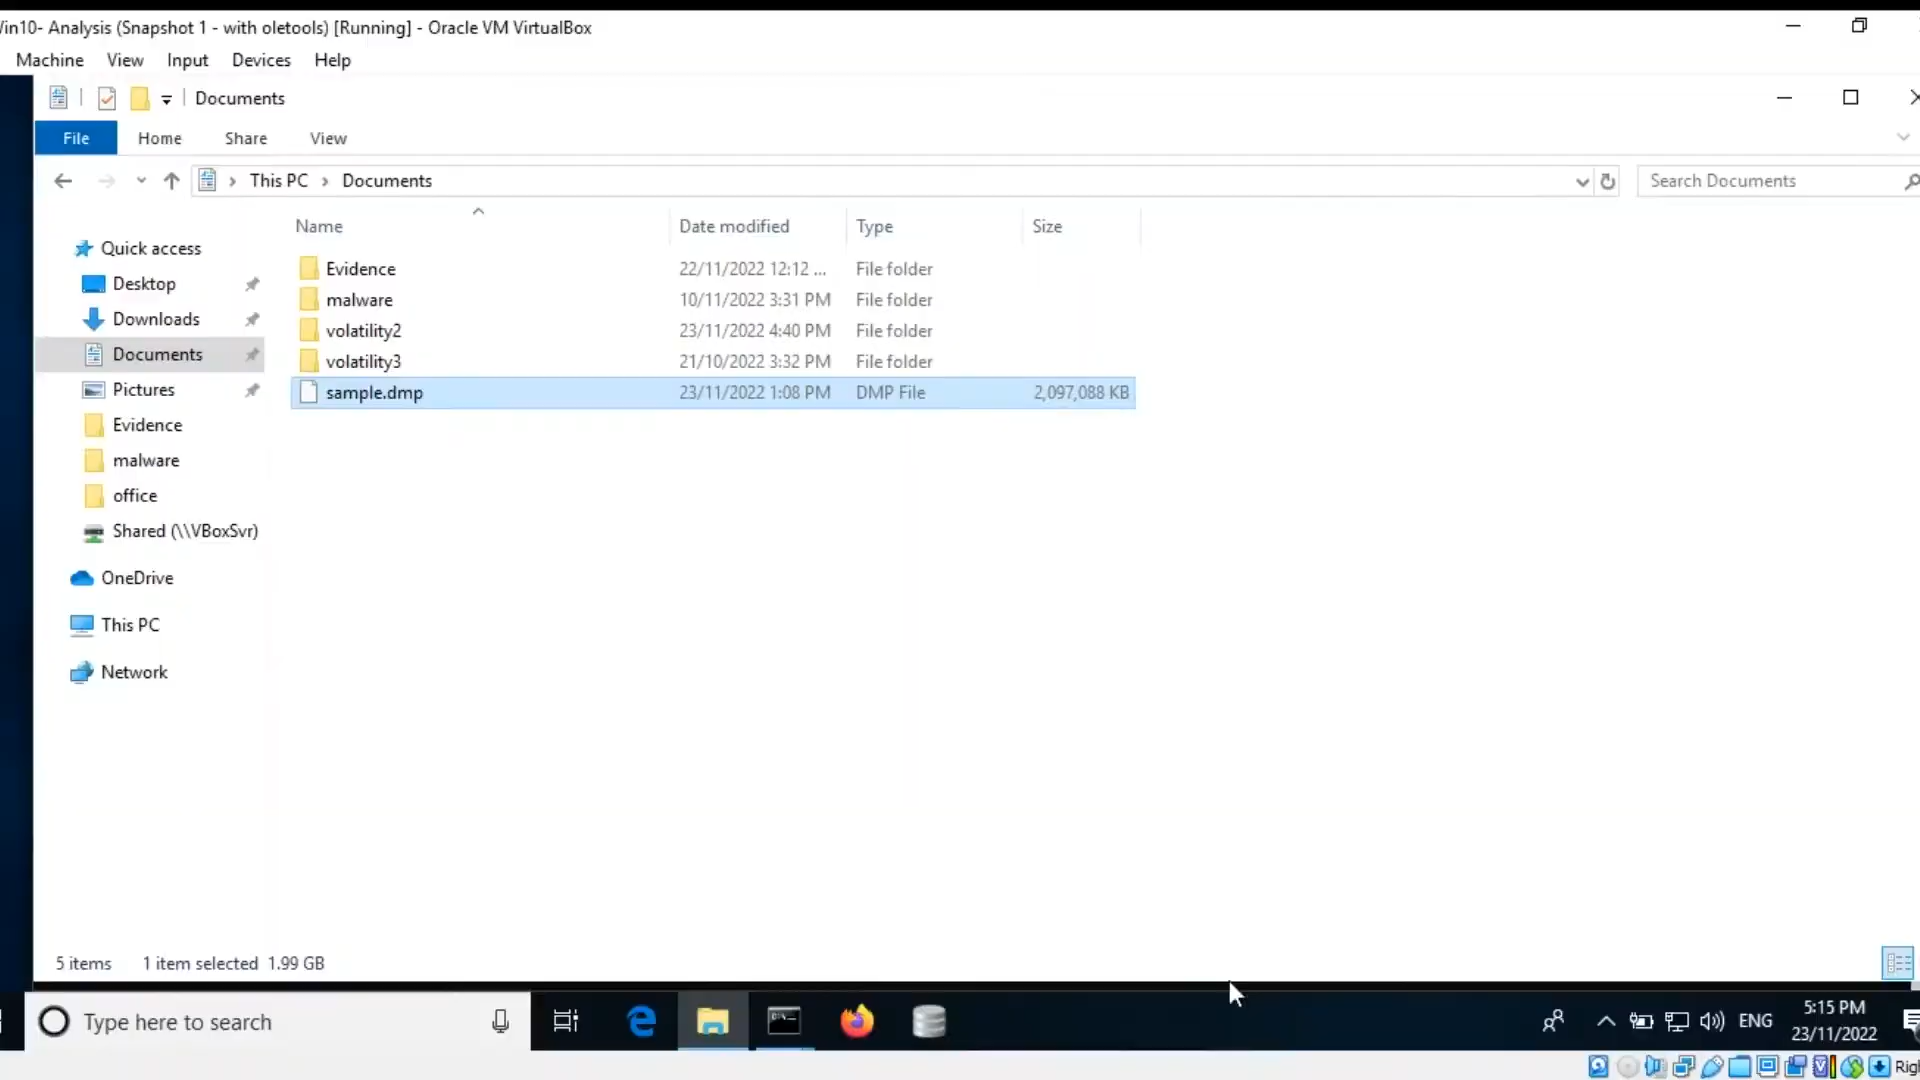 in10- Analysis (Snapshot 1 - with oletools) [Running] - Oracle VM VirtualBox
Machine View Input Devices Help
Documents
File Home Share View
This PC › Documents
Search Documents
Name Date modified Type Size
Quick access
Desktop
Downloads
Documents
Pictures
Evidence
malware
office
Shared (\\VBoxSvr)
OneDrive
This PC
Network
Evidence 22/11/2022 12:12 ... File folder
malware 10/11/2022 3:31 PM File folder
volatility2 23/11/2022 4:40 PM File folder
volatility3 21/10/2022 3:32 PM File folder
sample.dmp 23/11/2022 1:08 PM DMP File 2,097,088 KB
5 items 1 item selected 1.99 GB
Type here to search
ENG
5:15 PM
23/11/2022
Rig